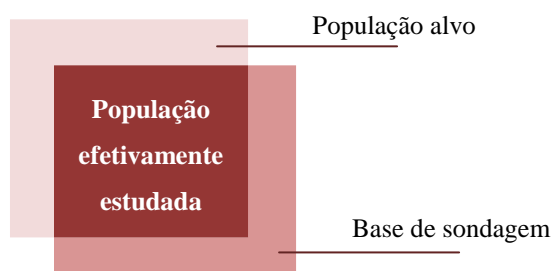 População alvo
População
efetivamente
estudada
Base de sondagem